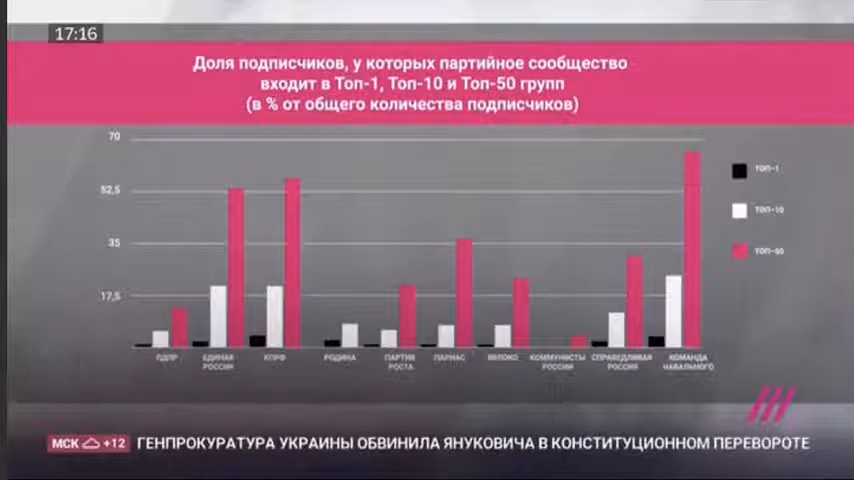 17:16
Доля подписчиков, у которых партийное сообщество
входит в Топ-1, Топ-10 и Топ-50 групп
(в % от общего количества подписчиков)
70
52,5
35
17,5
ТОП-1
ТОП-10
ТОП-50
ЛДПР
ЕДИНАЯ
РОССИЯ
КПРФ
РОДИНА
ПАРТИЯ
РОСТА
ПАРНАС
ЯБЛОКО
КОММУНИСТЫ
РОССИИ
СПРАВЕДЛИВАЯ
РОССИЯ
КОМАНДА
НАВАЛЬНОГО
МСК +12 ГЕНПРОКУРАТУРА УКРАИНЫ ОБВИНИЛА ЯНУКОВИЧА В КОНСТИТУЦИОННОМ ПЕРЕВОРОТЕ